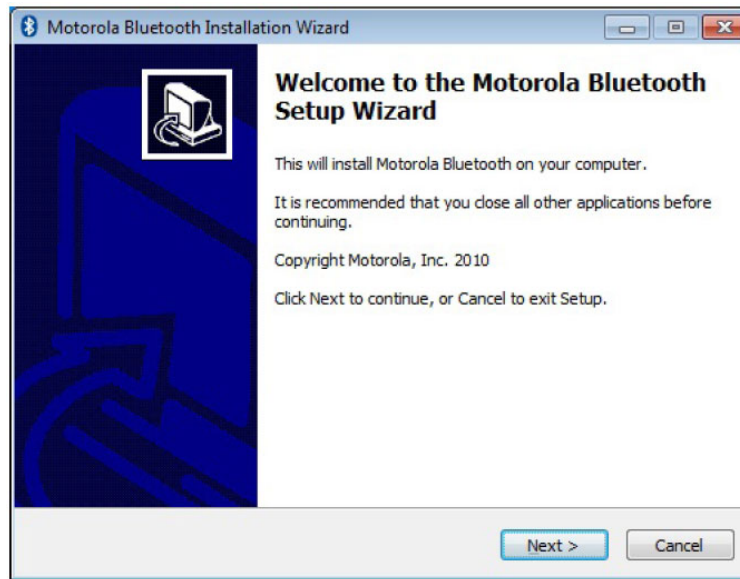 Motorola Bluetooth Installation Wizard
Welcome to the Motorola Bluetooth
Setup Wizard
This will install Motorola Bluetooth on your computer.
It is recommended that you close all other applications before
continuing.
Copyright Motorola, Inc. 2010
Click Next to continue, or Cancel to exit Setup.
Next >
Cancel